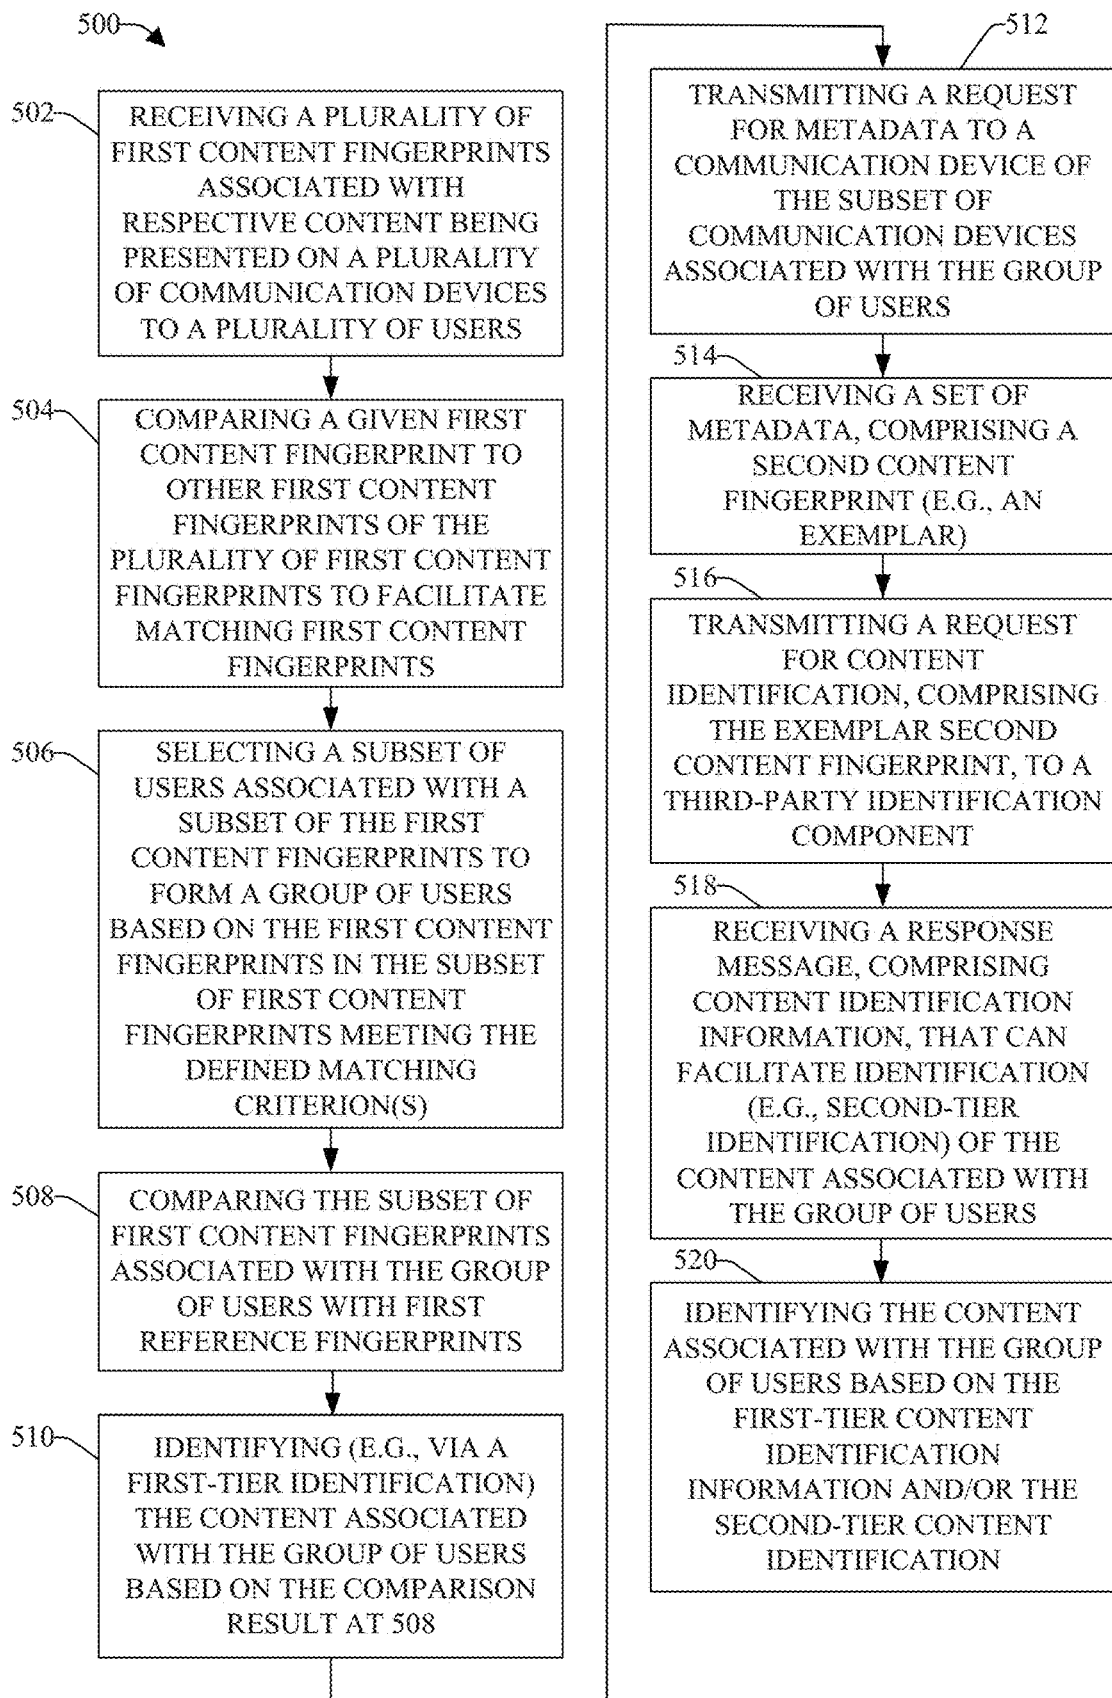 500
502
RECEIVING A PLURALITY OF
FIRST CONTENT FINGERPRINTS
ASSOCIATED WITH
RESPECTIVE CONTENT BEING
PRESENTED ON A PLURALITY
OF COMMUNICATION DEVICES
TO A PLURALITY OF USERS
504
COMPARING A GIVEN FIRST
CONTENT FINGERPRINT TO
OTHER FIRST CONTENT
FINGERPRINTS OF THE
PLURALITY OF FIRST CONTENT
FINGERPRINTS TO FACILITATE
MATCHING FIRST CONTENT
FINGERPRINTS
506
SELECTING A SUBSET OF
USERS ASSOCIATED WITH A
SUBSET OF THE FIRST
CONTENT FINGERPRINTS TO
FORM A GROUP OF USERS
BASED ON THE FIRST CONTENT
FINGERPRINTS IN THE SUBSET
OF FIRST CONTENT
FINGERPRINTS MEETING THE
DEFINED MATCHING
CRITERION(S)
508
COMPARING THE SUBSET OF
FIRST CONTENT FINGERPRINTS
ASSOCIATED WITH THE GROUP
OF USERS WITH FIRST
REFERENCE FINGERPRINTS
510
IDENTIFYING (E.G., VIA A
FIRST-TIER IDENTIFICATION)
THE CONTENT ASSOCIATED
WITH THE GROUP OF USERS
BASED ON THE COMPARISON
RESULT AT 508
512
TRANSMITTING A REQUEST
FOR METADATA TO A
COMMUNICATION DEVICE OF
THE SUBSET OF
COMMUNICATION DEVICES
ASSOCIATED WITH THE GROUP
OF USERS
514
RECEIVING A SET OF
METADATA, COMPRISING A
SECOND CONTENT
FINGERPRINT (E.G., AN
EXEMPLAR)
516
TRANSMITTING A REQUEST
FOR CONTENT
IDENTIFICATION, COMPRISING
THE EXEMPLAR SECOND
CONTENT FINGERPRINT, TO A
THIRD-PARTY IDENTIFICATION
COMPONENT
518
RECEIVING A RESPONSE
MESSAGE, COMPRISING
CONTENT IDENTIFICATION
INFORMATION, THAT CAN
FACILITATE IDENTIFICATION
(E.G., SECOND-TIER
IDENTIFICATION) OF THE
CONTENT ASSOCIATED WITH
THE GROUP OF USERS
520
IDENTIFYING THE CONTENT
ASSOCIATED WITH THE GROUP
OF USERS BASED ON THE
FIRST-TIER CONTENT
IDENTIFICATION
INFORMATION AND/OR THE
SECOND-TIER CONTENT
IDENTIFICATION